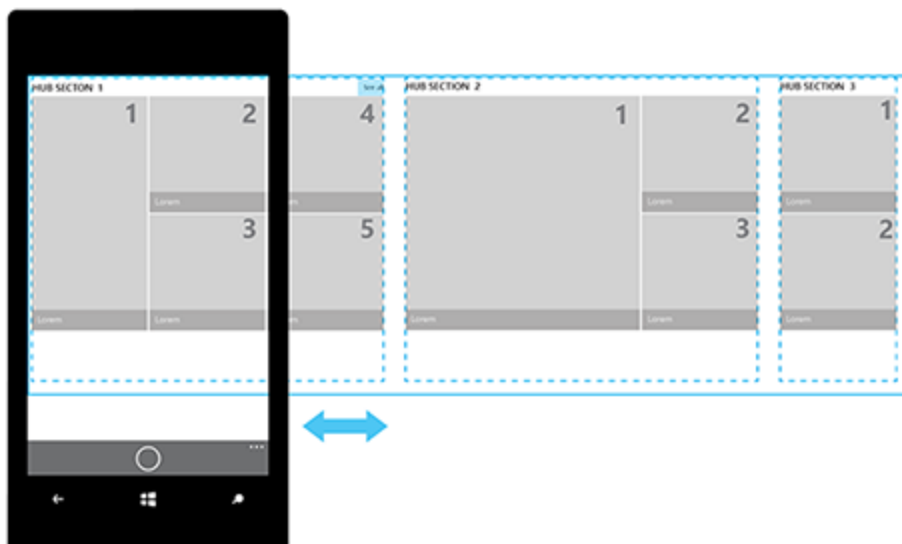 HUB SECTON 1
1
Lorem
2
Lorem
3
Lorem
4
5
HUB SECTION 2
1
Lorem
2
Lorem
3
Lorem
HUB SECTION 3
1
Lorem
2
Lorem